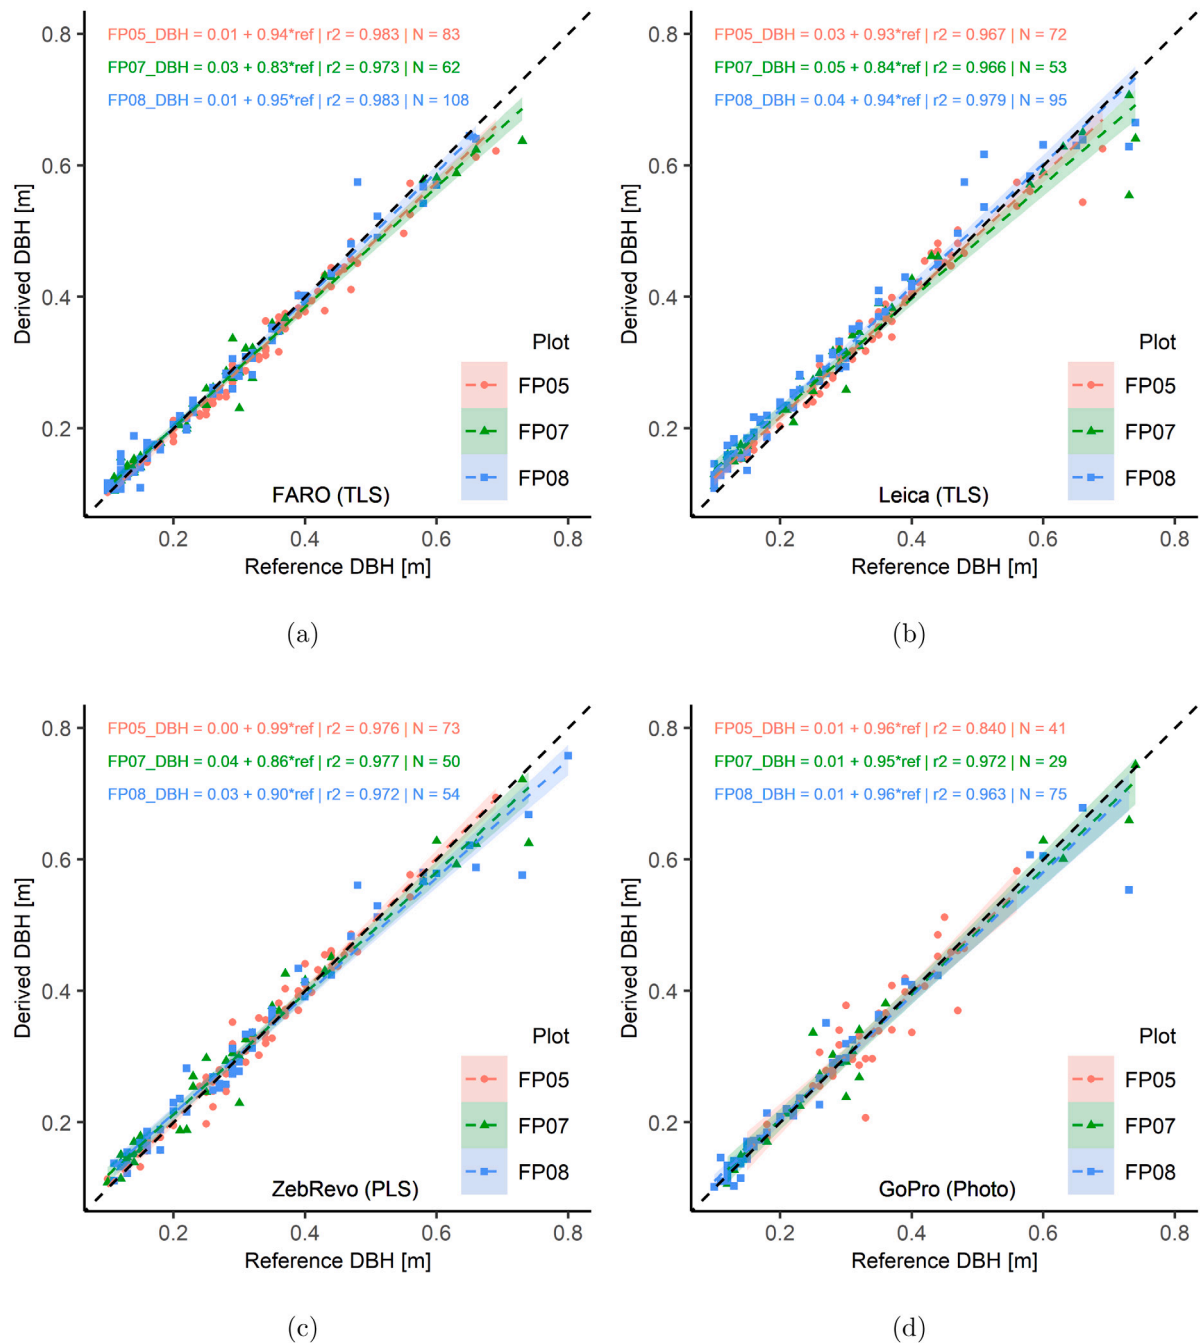 FP05_DBH = 0.01 + 0.94*ref | r2 = 0.983 | N = 83
FP07_DBH = 0.03 + 0.83*ref | r2 = 0.973 | N = 62
FP08_DBH = 0.01 + 0.95*ref | r2 = 0.983 | N = 108
0.8
0.6
0.4
0.2
Derived DBH [m]
Plot
FP05
FP07
FP08
FARO (TLS)
0.2 0.4 0.6 0.8
Reference DBH [m]
(a)
FP05_DBH = 0.03 + 0.93*ref | r2 = 0.967 | N = 72
FP07_DBH = 0.05 + 0.84*ref | r2 = 0.966 | N = 53
FP08_DBH = 0.04 + 0.94*ref | r2 = 0.979 | N = 95
0.8
0.6
0.4
0.2
Derived DBH [m]
Plot
FP05
FP07
FP08
Leica (TLS)
0.2 0.4 0.6 0.8
Reference DBH [m]
(b)
FP05_DBH = 0.00 + 0.99*ref | r2 = 0.976 | N = 73
FP07_DBH = 0.04 + 0.86*ref | r2 = 0.977 | N = 50
FP08_DBH = 0.03 + 0.90*ref | r2 = 0.972 | N = 54
0.8
0.6
0.4
0.2
Derived DBH [m]
Plot
FP05
FP07
FP08
ZebRevo (PLS)
0.2 0.4 0.6 0.8
Reference DBH [m]
(c)
FP05_DBH = 0.01 + 0.96*ref | r2 = 0.840 | N = 41
FP07_DBH = 0.01 + 0.95*ref | r2 = 0.972 | N = 29
FP08_DBH = 0.01 + 0.96*ref | r2 = 0.963 | N = 75
0.8
0.6
0.4
0.2
Derived DBH [m]
Plot
FP05
FP07
FP08
GoPro (Photo)
0.2 0.4 0.6 0.8
Reference DBH [m]
(d)